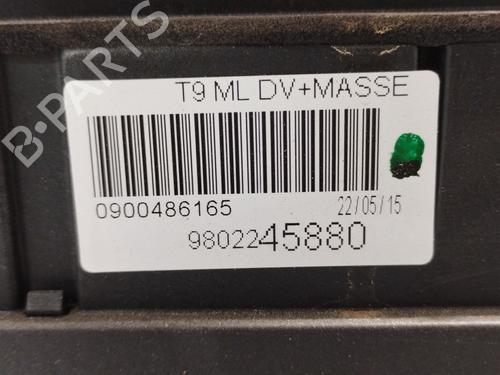 B-PARTS
T9 ML DV+MASSE
0900486165
22/05/15
9802245880